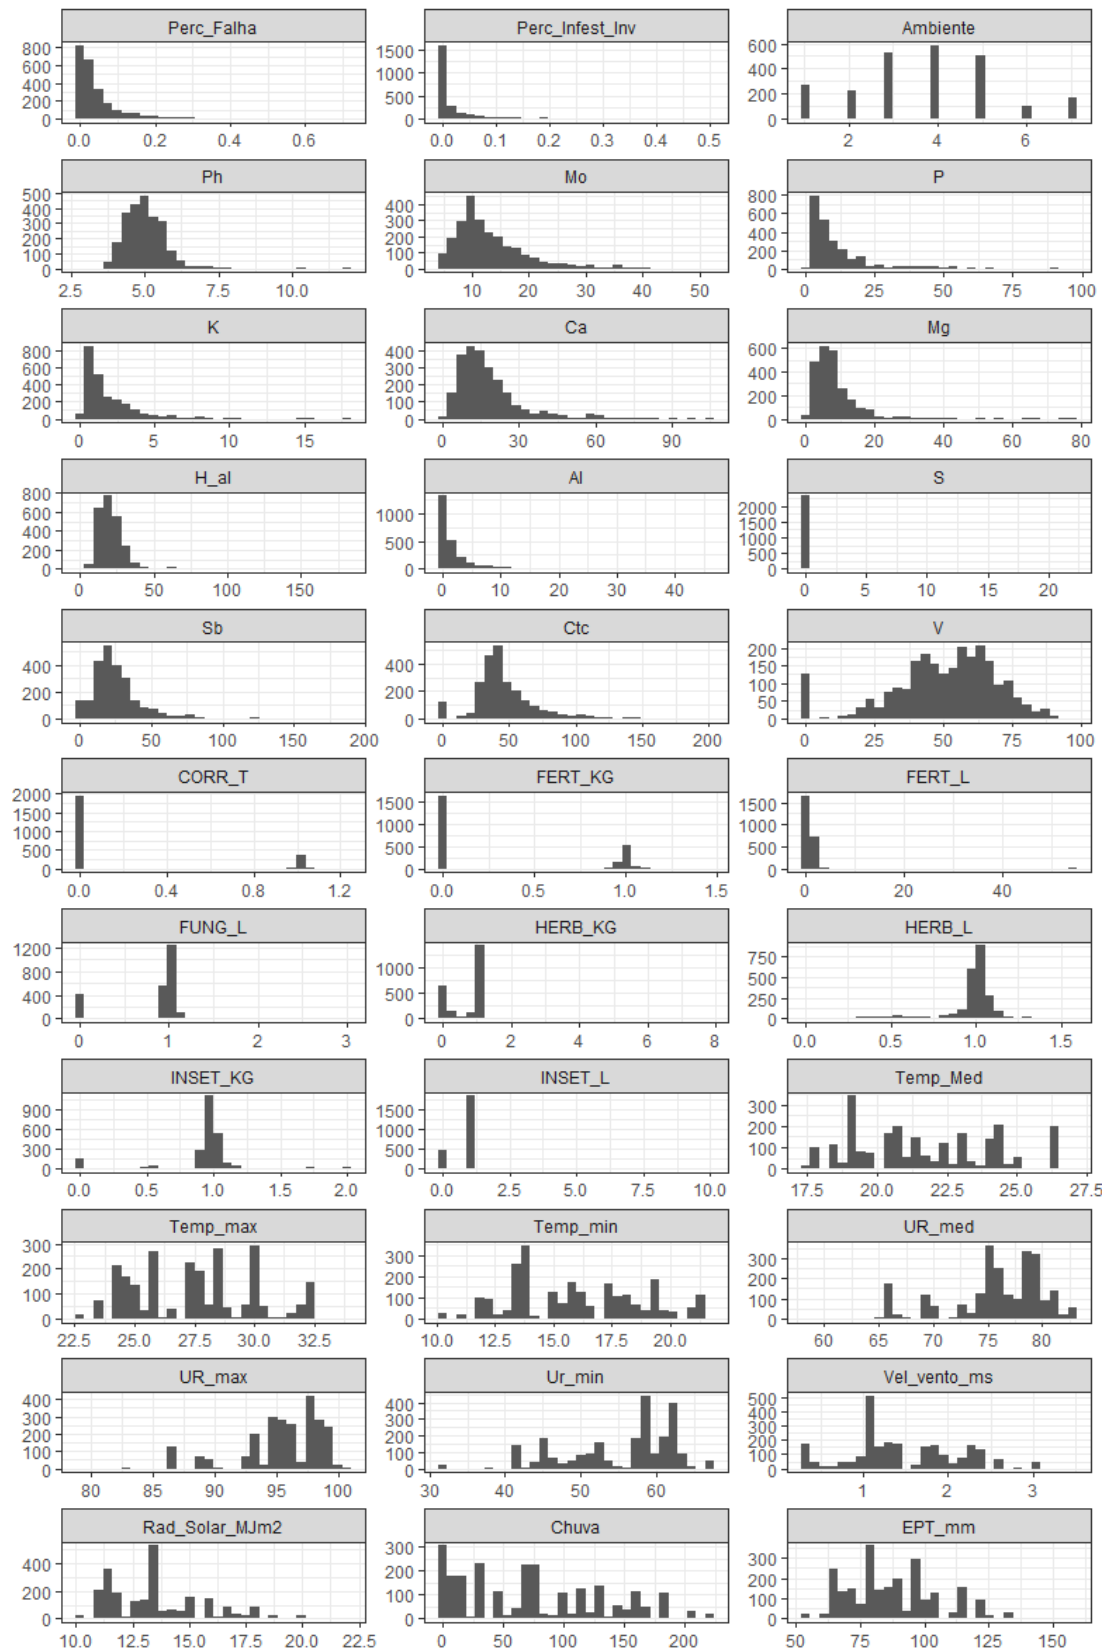 Perc_Falha Perc_Infest_Inv Ambiente
800 600 400 200 0 1500 1000 500 0 600 400 200 0
0.0 0.2 0.4 0.6 0.0 0.1 0.2 0.3 0.4 0.5 2 4 6
Ph Mo P
500 400 300 200 100 0 400 300 200 100 0 800 600 400 200 0
2.5 5.0 7.5 10.0 10 20 30 40 50 0 25 50 75 100
K Ca Mg
800 600 400 200 0 400 300 200 100 0 600 400 200 0
0 5 10 15 0 30 60 90 0 20 40 60 80
H_al Al S
800 600 400 200 0 1000 500 0 2000 1500 1000 500 0
0 50 100 150 0 10 20 30 40 0 5 10 15 20
Sb Ctc V
400 200 0 400 200 0 200 150 100 50 0
0 50 100 150 200 0 50 100 150 200 0 25 50 75 100
CORR_T FERT_KG FERT_L
2000 1500 1000 500 0 1500 1000 500 0 1500 1000 500 0
0.0 0.4 0.8 1.2 0.0 0.5 1.0 1.5 0 20 40
FUNG_L HERB_KG HERB_L
1200 800 400 0 1000 500 0 750 500 250 0
0 1 2 3 0 2 4 6 8 0.0 0.5 1.0 1.5
INSET_KG INSET_L Temp_Med
900 600 300 0 1500 1000 500 0 300 200 100 0
0.0 0.5 1.0 1.5 2.0 0.0 2.5 5.0 7.5 10.0 17.5 20.0 22.5 25.0 27.5
Temp_max Temp_min UR_med
300 200 100 0 300 200 100 0 300 200 100 0
22.5 25.0 27.5 30.0 32.5 10.0 12.5 15.0 17.5 20.0 60 65 70 75 80
UR_max Ur_min Vel_vento_ms
400 300 200 100 0 400 300 200 100 0 500 400 300 200 100 0
80 85 90 95 100 30 40 50 60 1 2 3
Rad_Solar_MJm2 Chuva EPT_mm
400 200 0 300 200 100 0 300 200 100 0
10.0 12.5 15.0 17.5 20.0 22.5 0 50 100 150 200 50 75 100 125 150